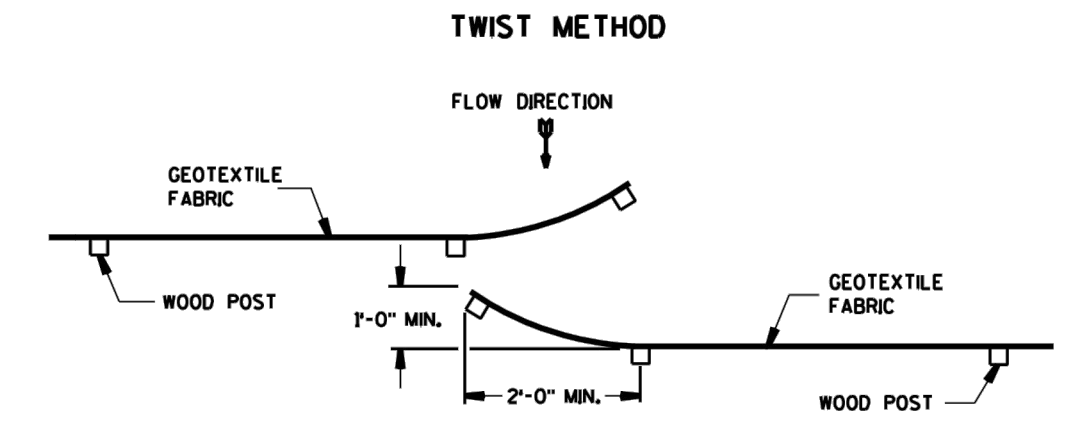 TWIST METHOD
FLOW DIRECTION
GEOTEXTILE
FABRIC
WOOD POST
1'-0" MIN.
GEOTEXTILE
FABRIC
2'-0" MIN.
WOOD POST